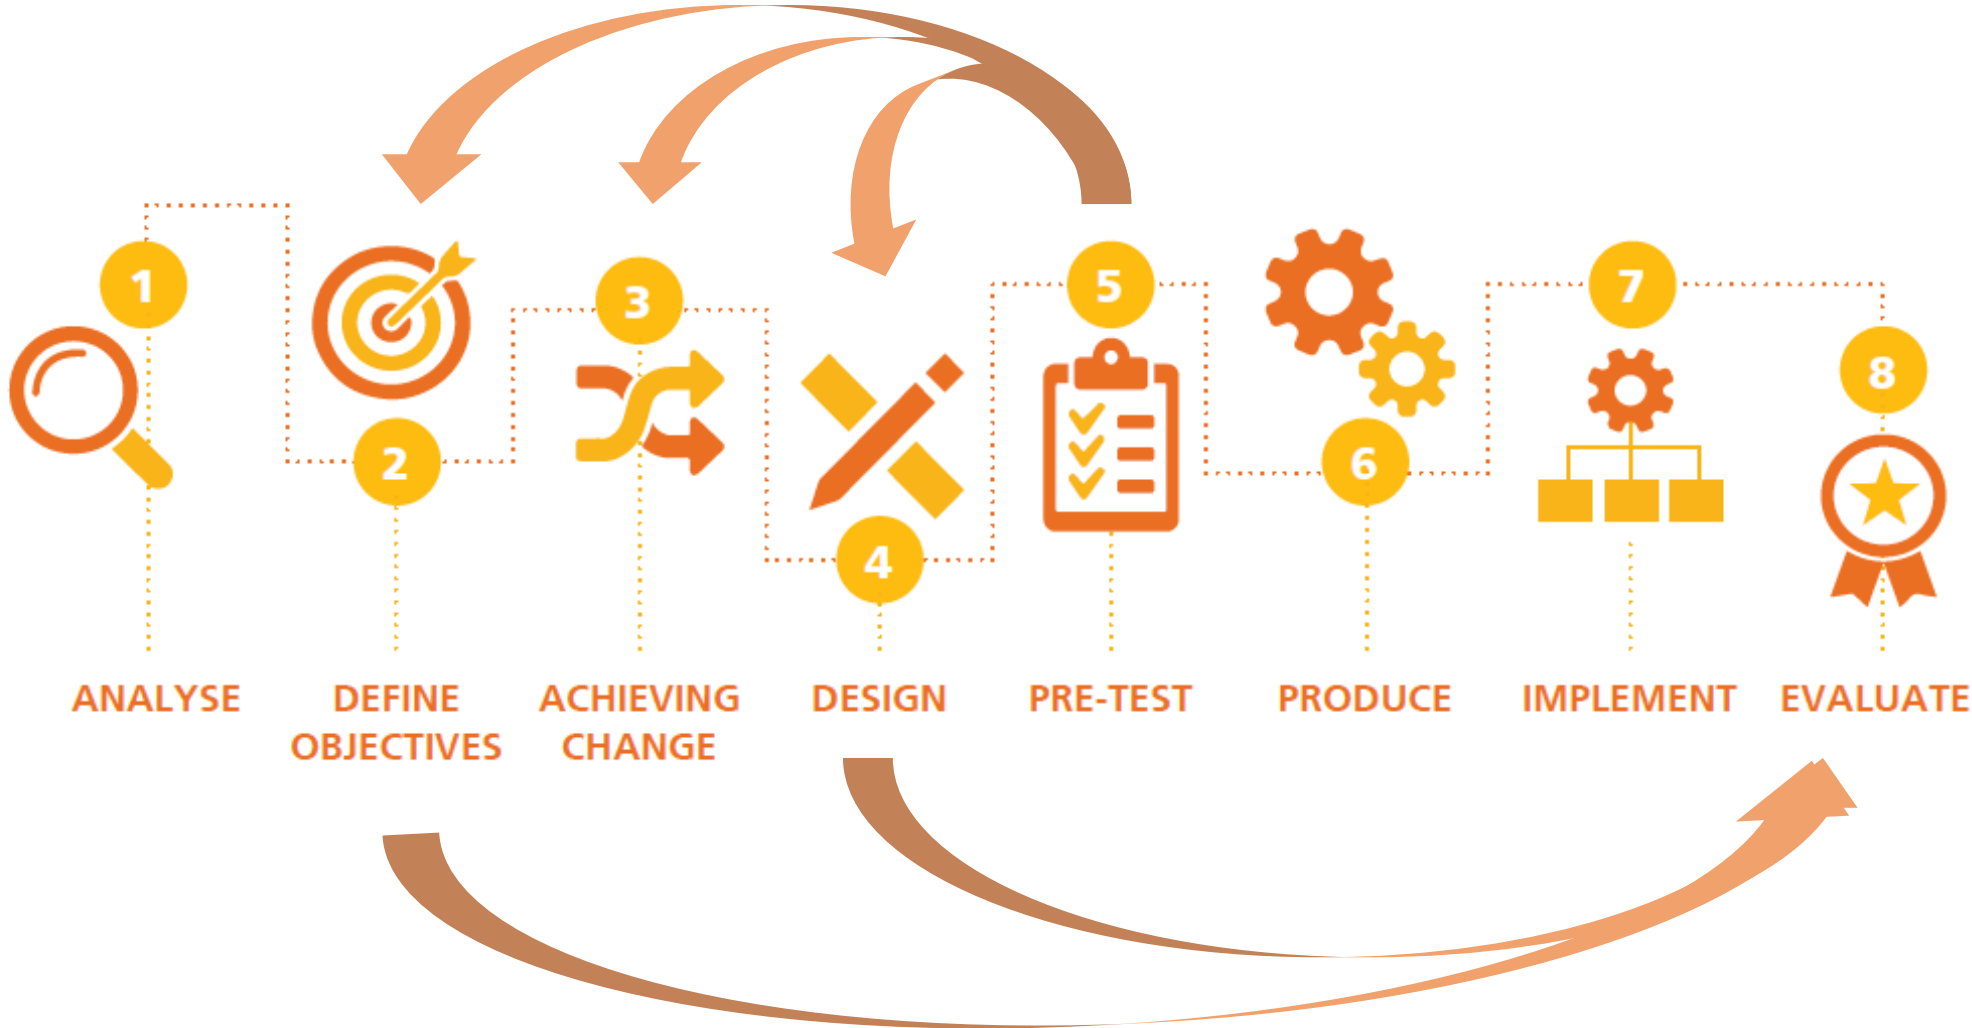 1
2
3
4
5
6
7
8
ANALYSE
DEFINE
OBJECTIVES
ACHIEVING
CHANGE
DESIGN
PRE-TEST
PRODUCE
IMPLEMENT
EVALUATE